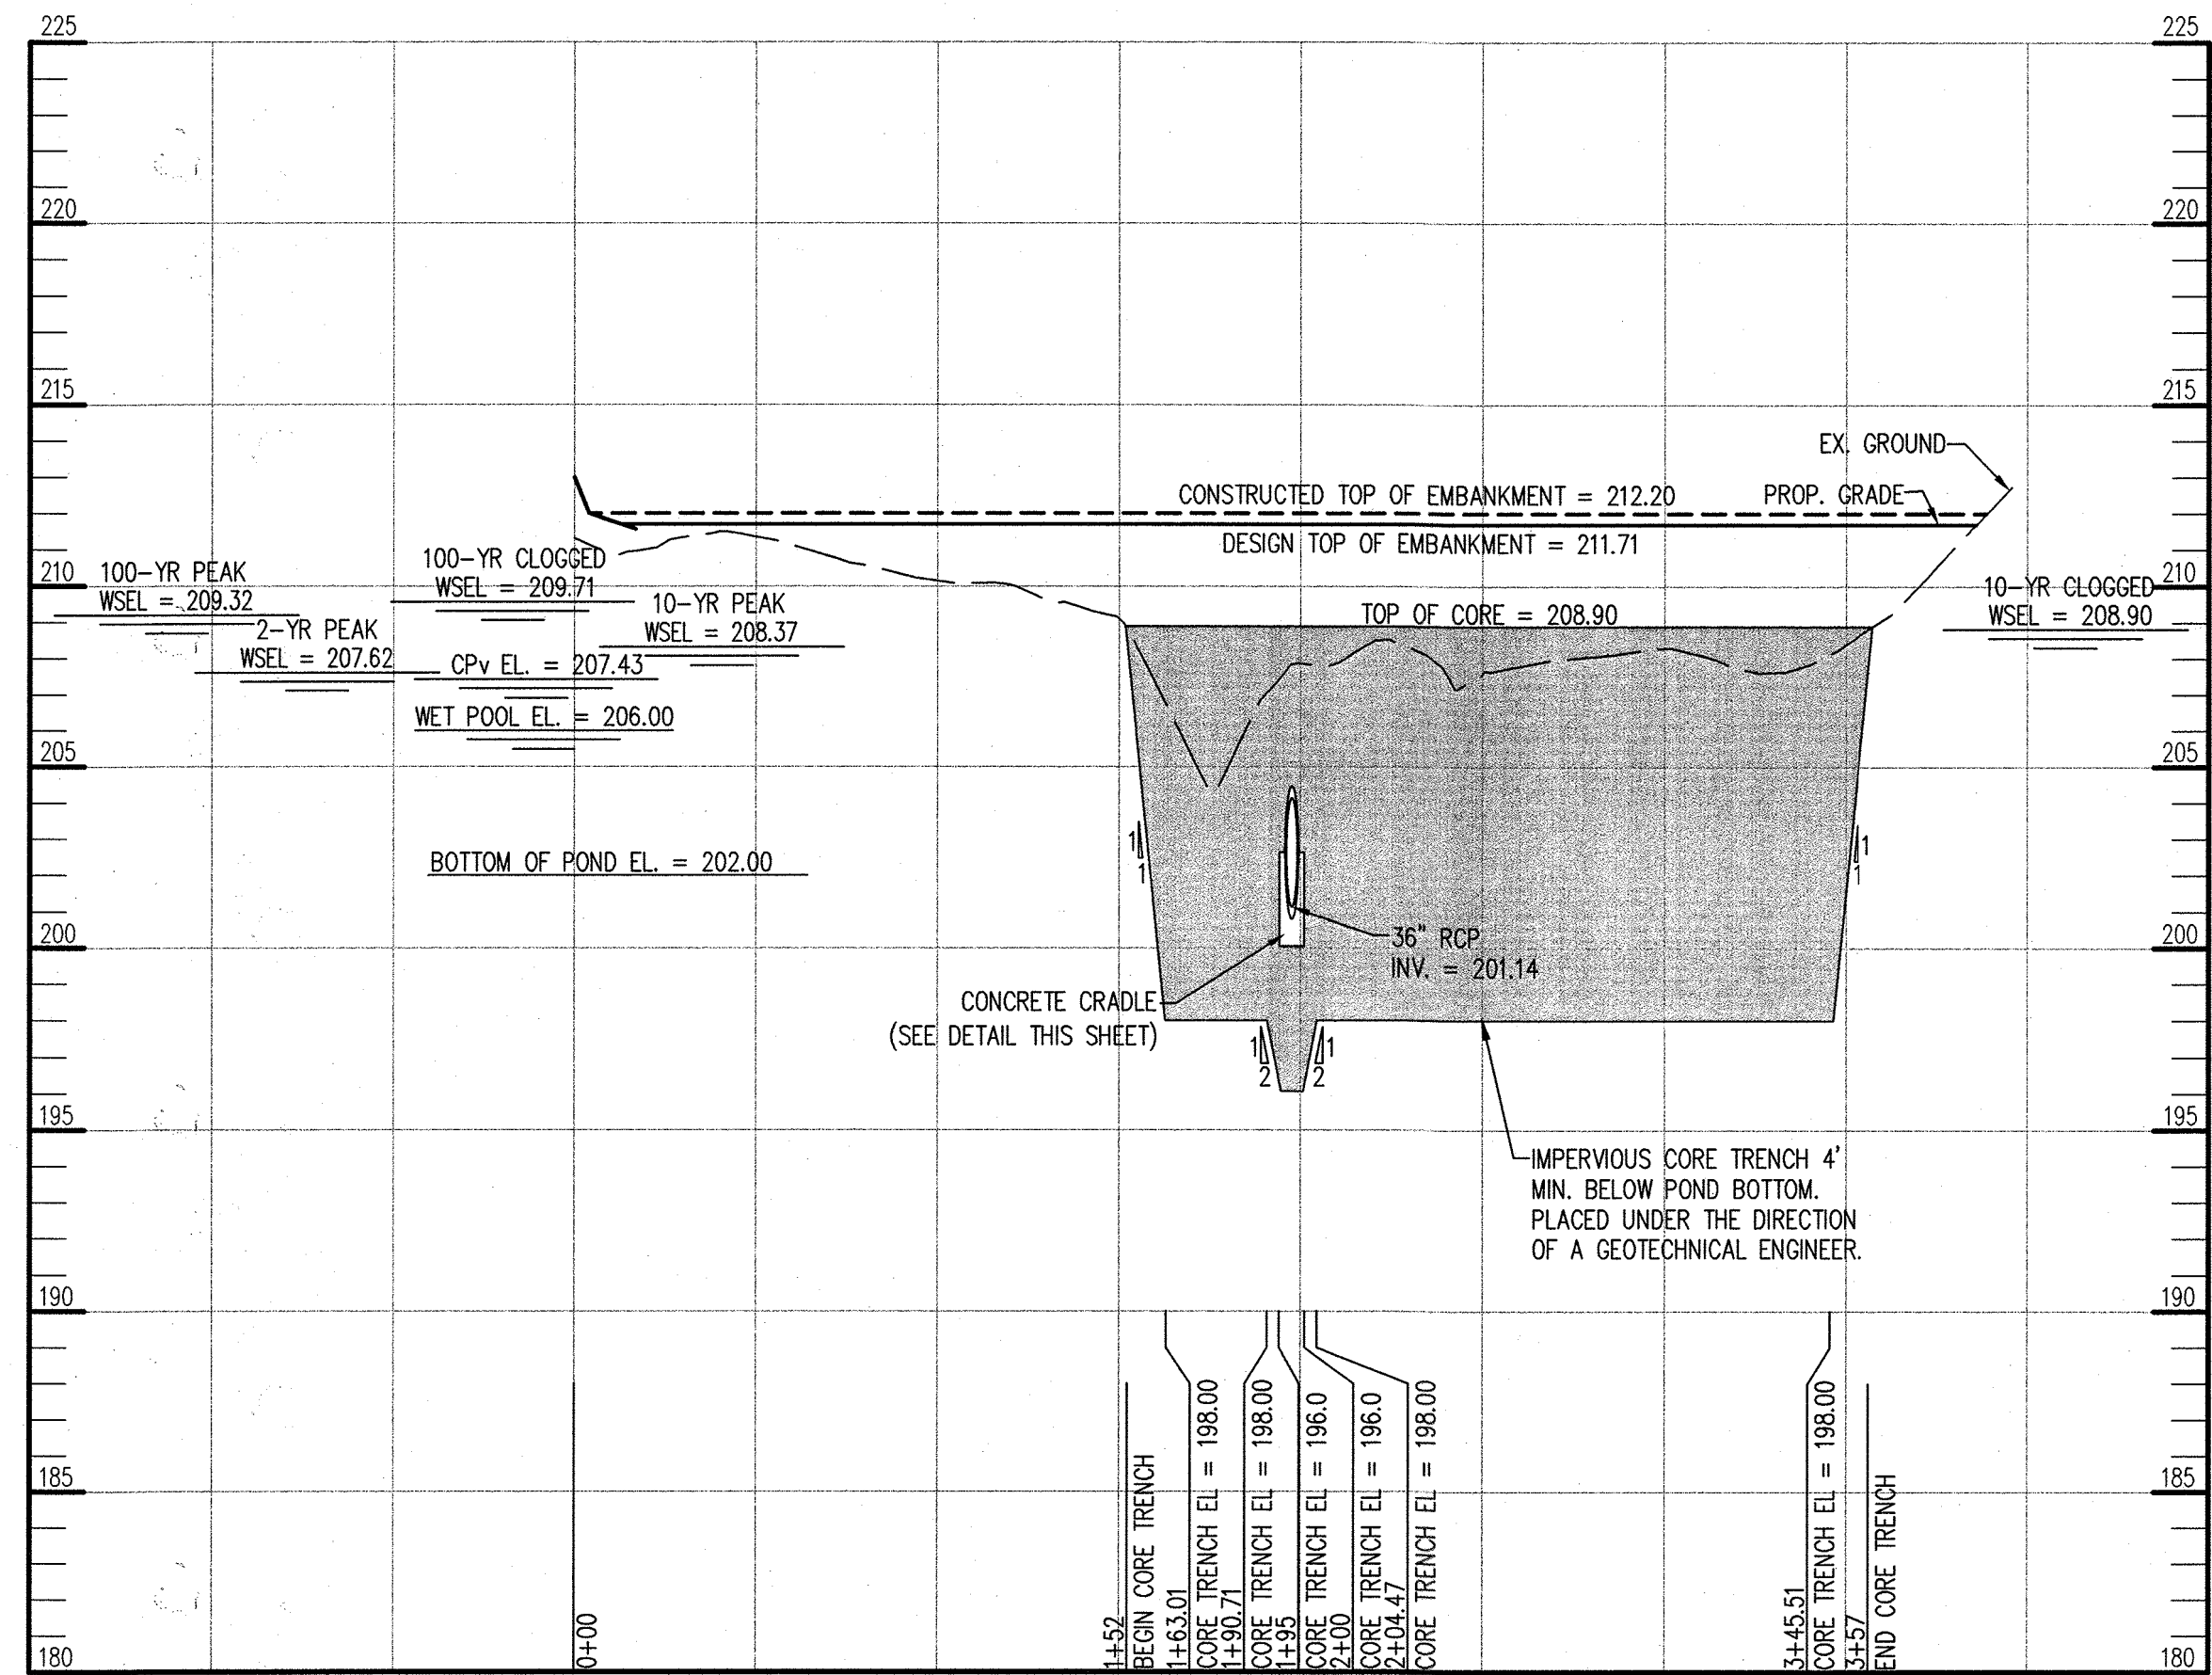 225 225
220 220
215 215
EX. GROUND
CONSTRUCTED TOP OF EMBANKMENT = 212.20 PROP. GRADE
DESIGN TOP OF EMBANKMENT = 211.71
210 210
100-YR PEAK
WSEL = 209.32
100-YR CLOGGED
WSEL = 209.71
10-YR PEAK
WSEL = 208.37
10-YR CLOGGED
WSEL = 208.90
2-YR PEAK
WSEL = 207.62
TOP OF CORE = 208.90
CPv EL. = 207.43
WET POOL EL. = 206.00
205 205
1
1
1
1
BOTTOM OF POND EL. = 202.00
200 200
36" RCP
INV. = 201.14
CONCRETE CRADLE
(SEE DETAIL THIS SHEET)
1
2
1
2
195 195
IMPERVIOUS CORE TRENCH 4'
MIN. BELOW POND BOTTOM.
PLACED UNDER THE DIRECTION
OF A GEOTECHNICAL ENGINEER.
190 190
185 185
180 180
0+00
1+52
BEGIN CORE TRENCH
1+63.01
CORE TRENCH EL = 198.00
1+90.71
CORE TRENCH EL = 198.00
1+95
CORE TRENCH EL = 196.0
2+00
CORE TRENCH EL = 196.0
2+04.47
CORE TRENCH EL = 198.00
3+45.51
CORE TRENCH EL = 198.00
3+57
END CORE TRENCH